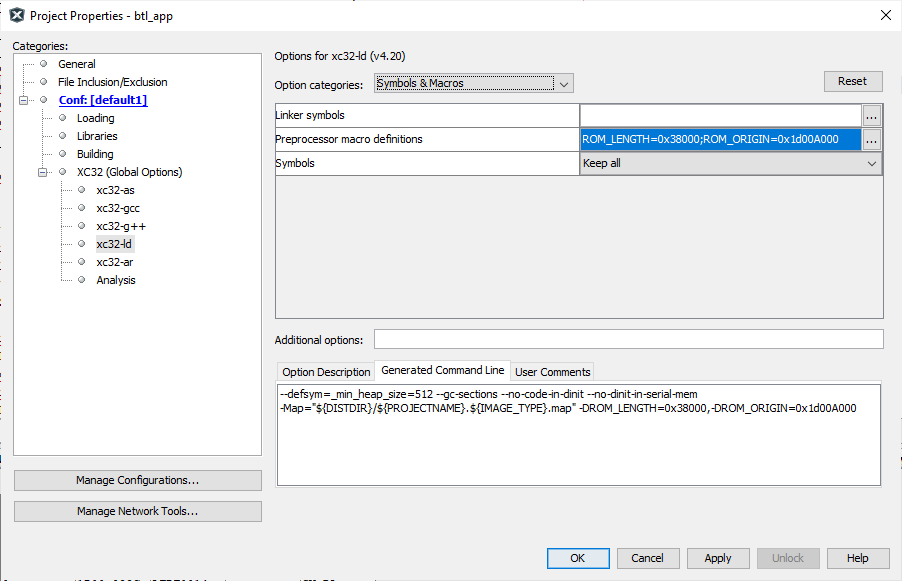 Project Properties - btl_app
Categories:
General
File Inclusion/Exclusion
Conf: [default1]
Loading
Libraries
Building
XC32 (Global Options)
xc32-as
xc32-gcc
xc32-g++
xc32-ld
xc32-ar
Analysis
Manage Configurations...
Manage Network Tools...
Options for xc32-ld (v4.20)
Option categories: Symbols & Macros
Reset
Linker symbols ...
Preprocessor macro definitions ROM_LENGTH=0x38000;ROM_ORIGIN=0x1d00A000 ...
Symbols Keep all
Additional options:
Option Description Generated Command Line User Comments
--defsym=_min_heap_size=512 --gc-sections --no-code-in-dinit --no-dinit-in-serial-mem
-Map="${DISTDIR}/${PROJECTNAME}.${IMAGE_TYPE}.map" -DROM_LENGTH=0x38000,-DROM_ORIGIN=0x1d00A000
OK Cancel Apply Unlock Help